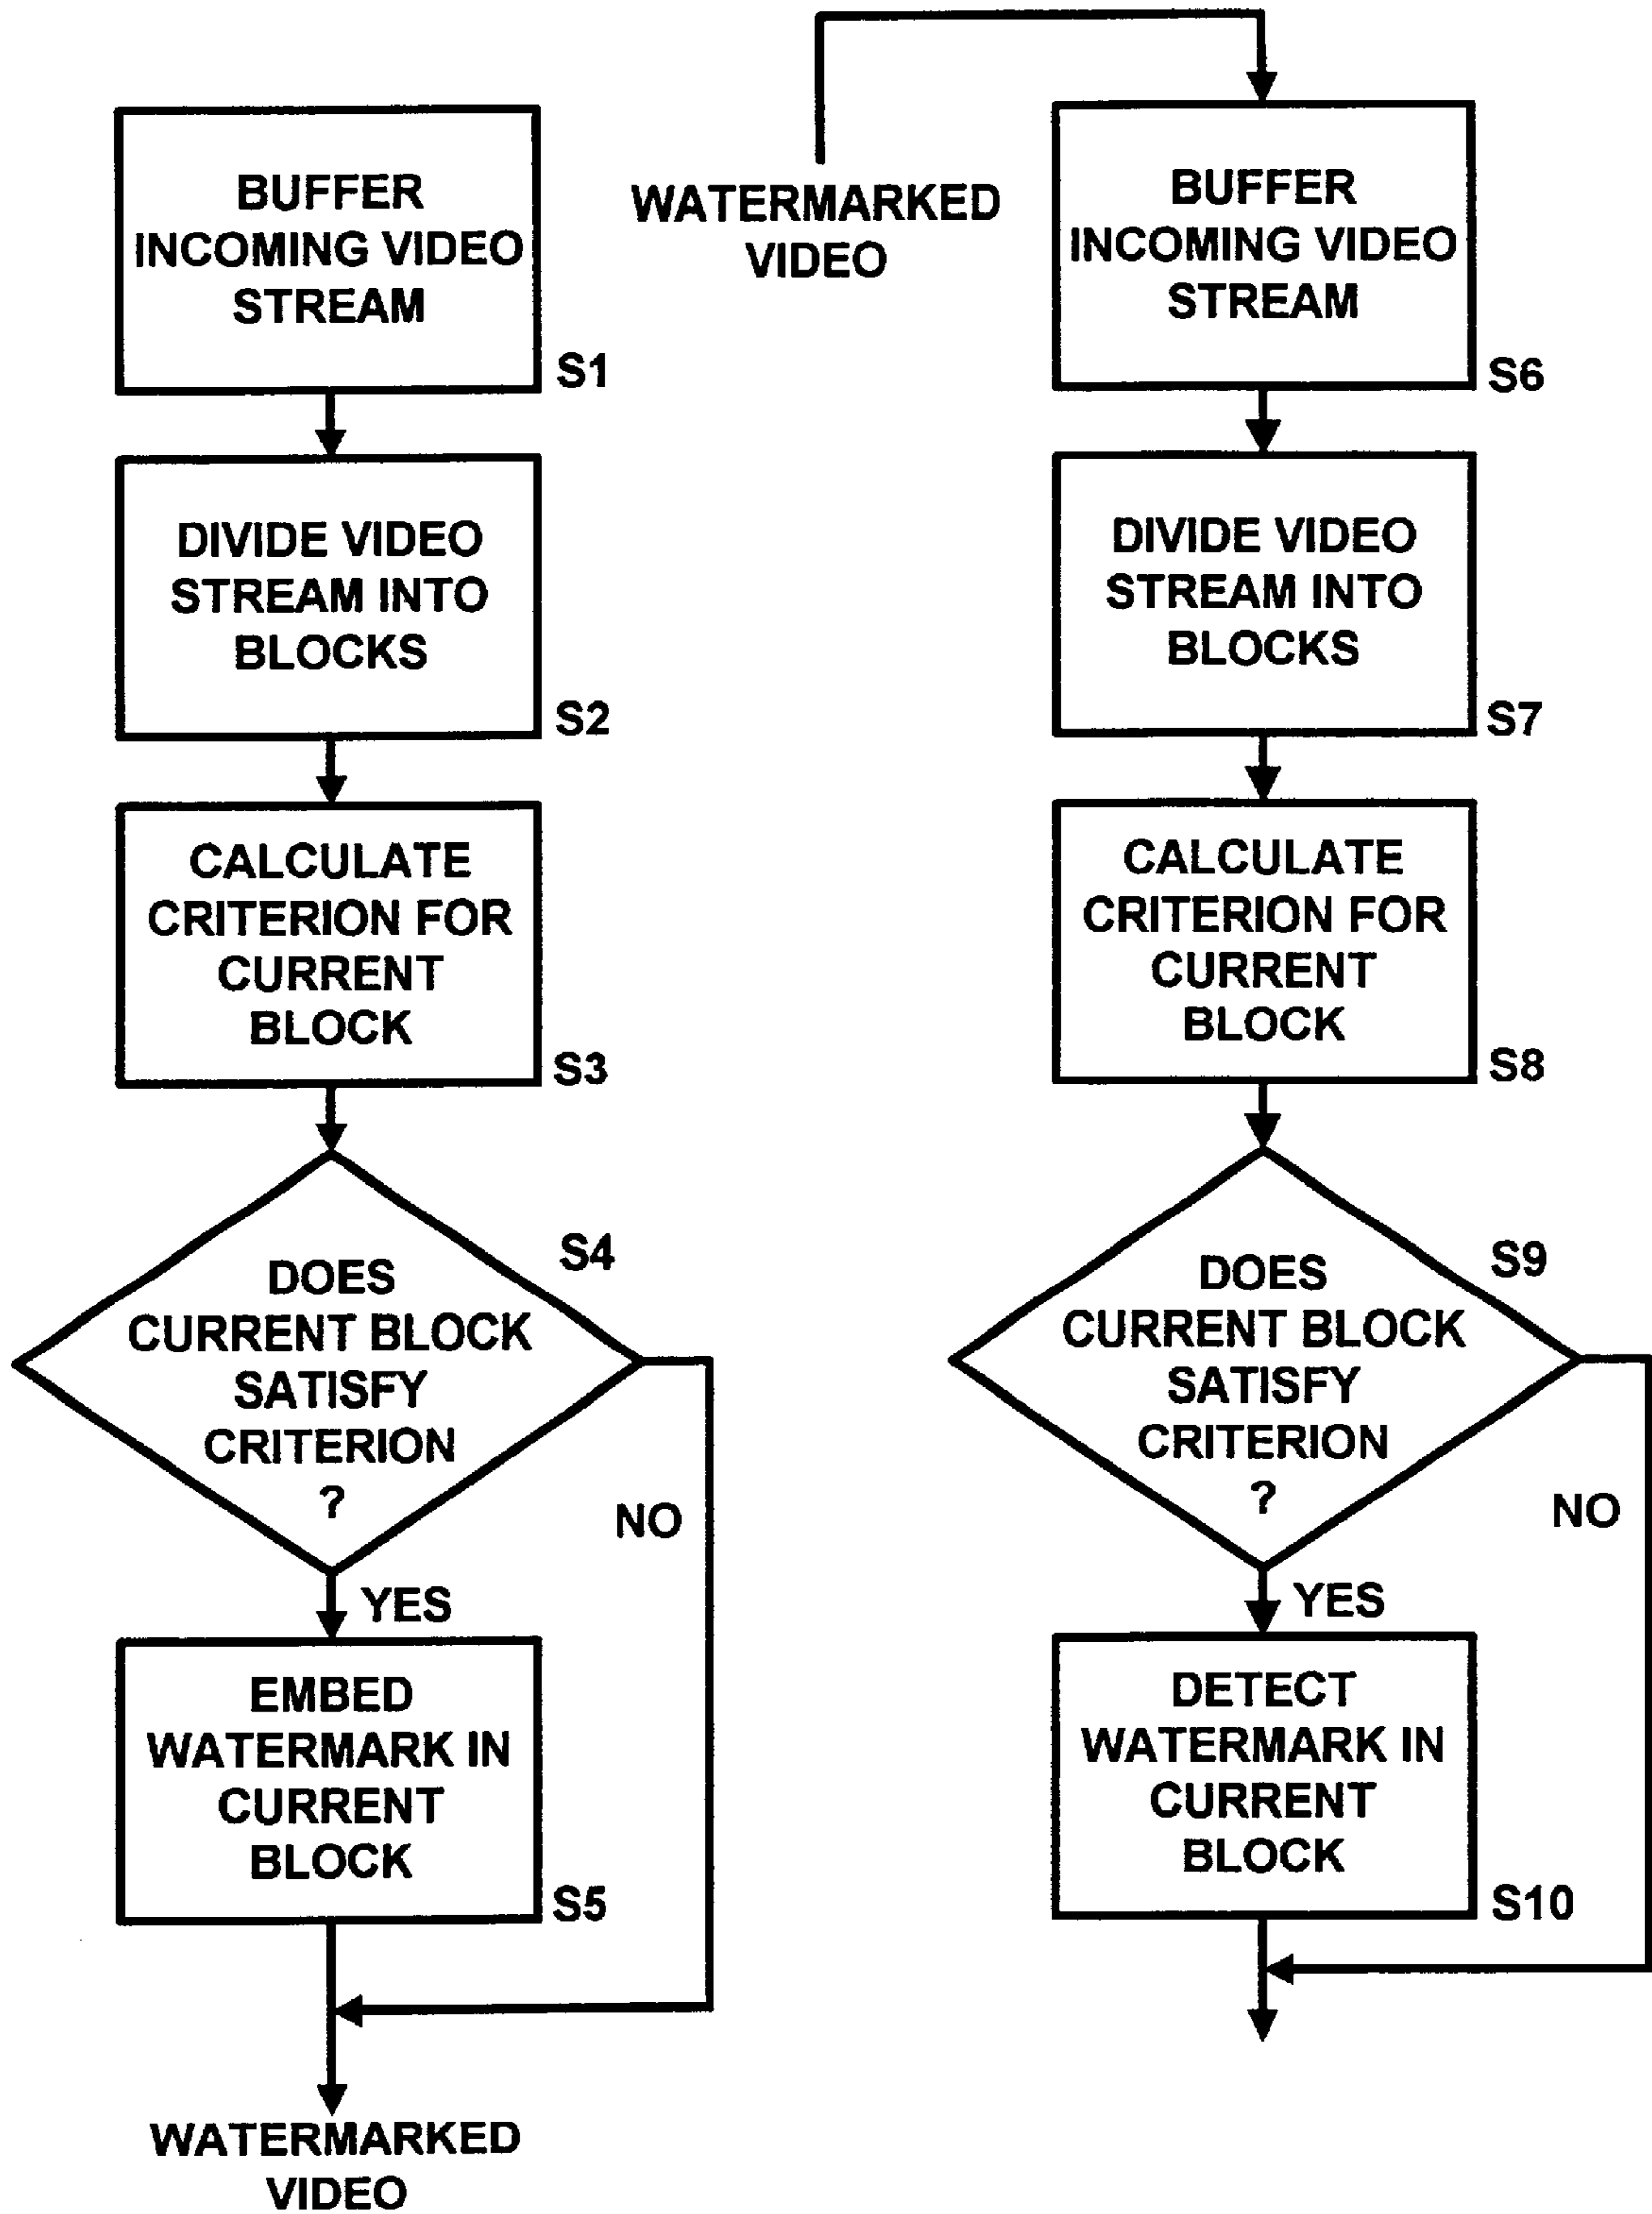 BUFFER
INCOMING VIDEO
STREAM
S1
DIVIDE VIDEO
STREAM INTO
BLOCKS
S2
CALCULATE
CRITERION FOR
CURRENT
BLOCK
S3
DOES
CURRENT BLOCK
SATISFY
CRITERION
?
S4
NO
YES
EMBED
WATERMARK IN
CURRENT
BLOCK
S5
WATERMARKED
VIDEO
WATERMARKED
VIDEO
BUFFER
INCOMING VIDEO
STREAM
S6
DIVIDE VIDEO
STREAM INTO
BLOCKS
S7
CALCULATE
CRITERION FOR
CURRENT
BLOCK
S8
DOES
CURRENT BLOCK
SATISFY
CRITERION
?
S9
NO
YES
DETECT
WATERMARK IN
CURRENT
BLOCK
S10